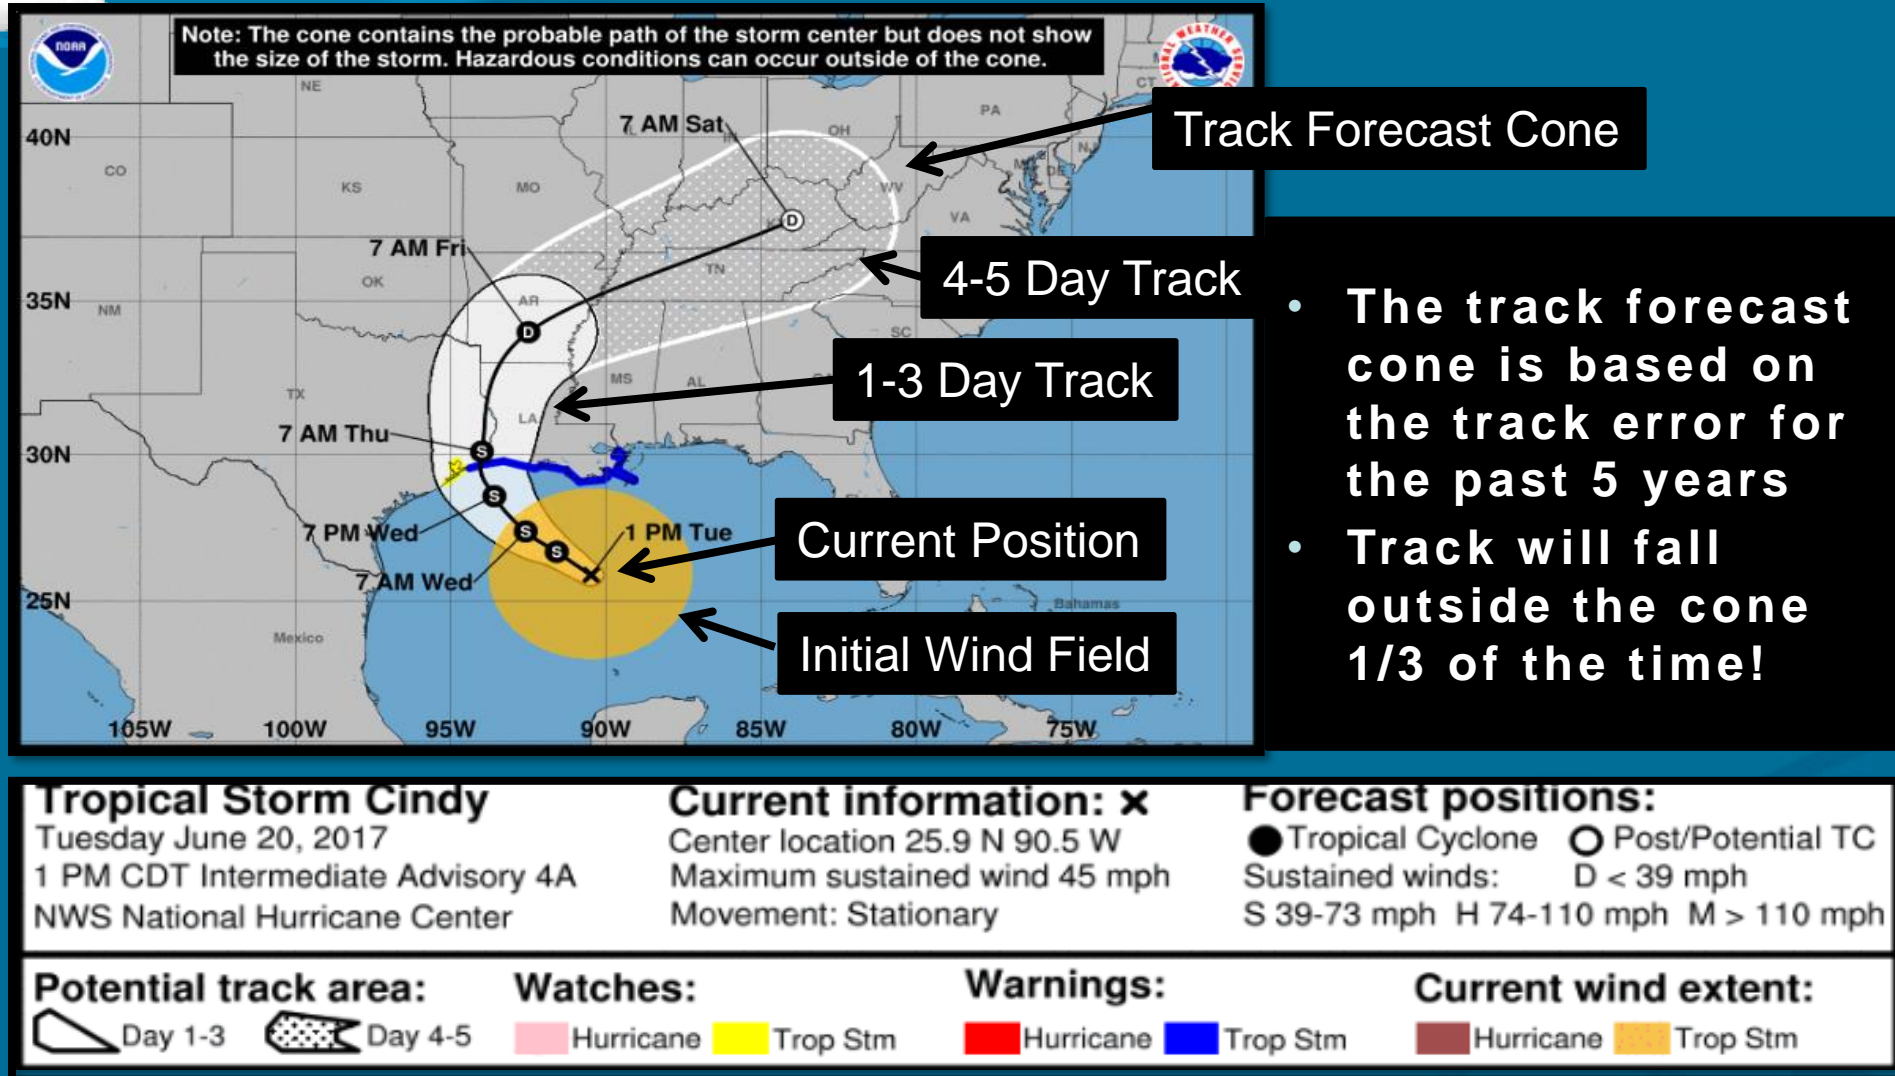 NOAA
Note: The cone contains the probable path of the storm center but does not show
the size of the storm. Hazardous conditions can occur outside of the cone.
NATIONAL WEATHER
NE
PA
CT
7 AM Sat
OH
Track Forecast Cone
40N
CO
KS
MO
WV
NJ
DE
VA
7 AM Fri
OK
TN
4-5 Day Track
35N
NM
AR
SC
1-3 Day Track
MS
AL
TX
LA
7 AM Thu
S
30N
S
7 PM Wed
S
S
1 PM Tue
Current Position
7 AM Wed
25N
Bahamas
Mexico
Initial Wind Field
D
D
105W
100W
95W
90W
85W
80W
75W
• The track forecast
cone is based on
the track error for
the past 5 years
• Track will fall
outside the cone
1/3 of the time!
Tropical Storm Cindy
Tuesday June 20, 2017
1 PM CDT Intermediate Advisory 4A
NWS National Hurricane Center
Current information: ×
Center location 25.9 N 90.5 W
Maximum sustained wind 45 mph
Movement: Stationary
Forecast positions:
Tropical Cyclone Post/Potential TC
Sustained winds: D < 39 mph
S 39-73 mph H 74-110 mph M > 110 mph
Potential track area:
Day 1-3 Day 4-5
Watches:
Hurricane Trop Stm
Warnings:
Hurricane Trop Stm
Current wind extent:
Hurricane Trop Stm